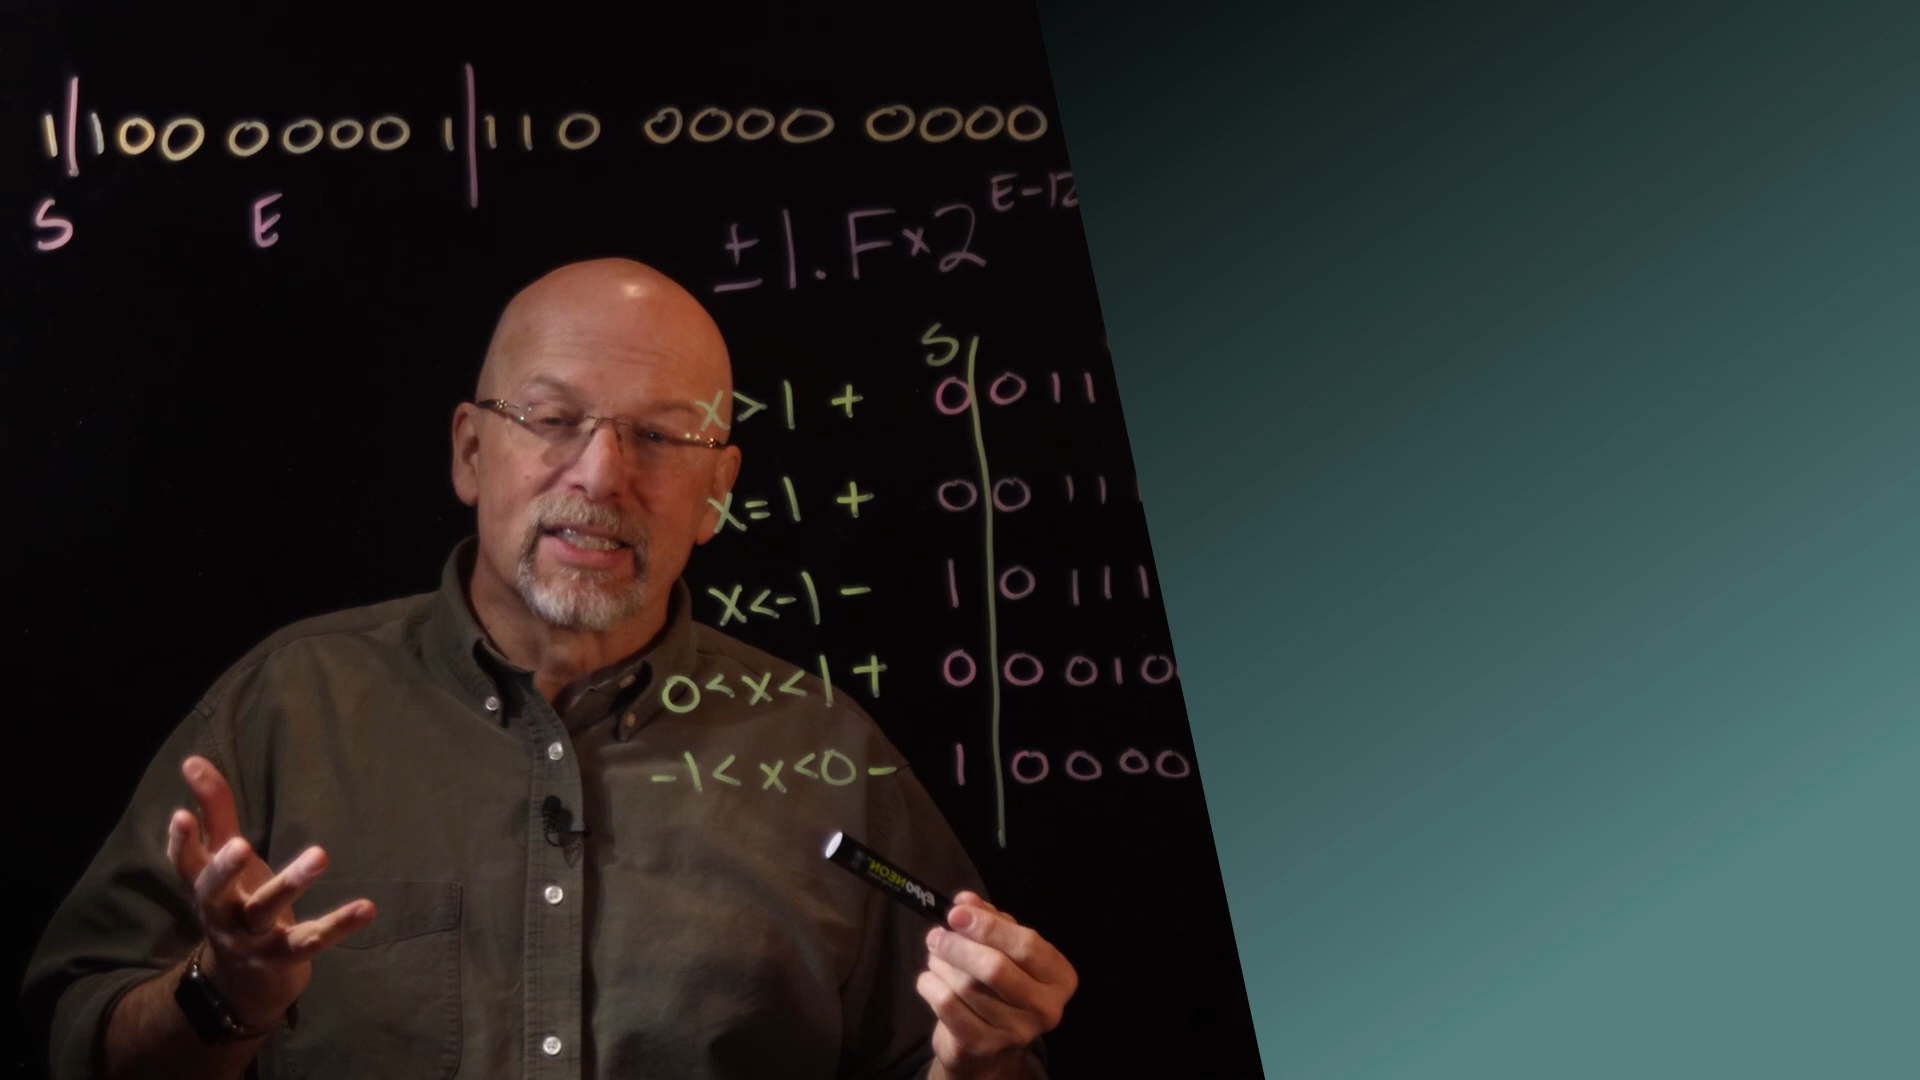 1|100 0000 1|110 0000 0000
S E
±1.F×2^E-12
S
x>1 + 0|011
x=1 + 0|011
x<-1 - 1|0111
0<x<1 + 0|0010
-1<x<0 - 1|0000
EXPO NEON